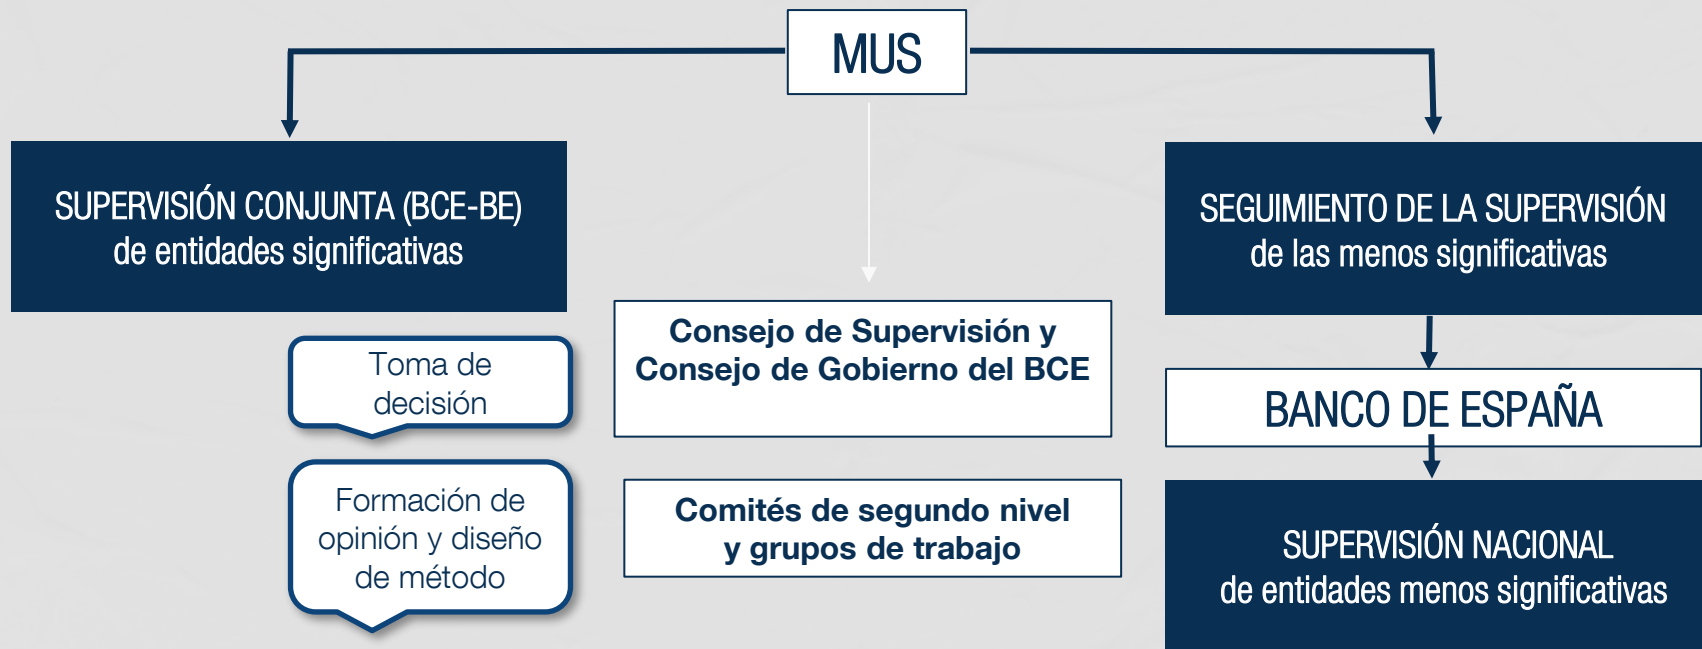 MUS
SUPERVISIÓN CONJUNTA (BCE-BE)
de entidades significativas
SEGUIMIENTO DE LA SUPERVISIÓN
de las menos significativas
Toma de
decisión
Consejo de Supervisión y
Consejo de Gobierno del BCE
BANCO DE ESPAÑA
Formación de
opinión y diseño
de método
Comités de segundo nivel
y grupos de trabajo
SUPERVISIÓN NACIONAL
de entidades menos significativas